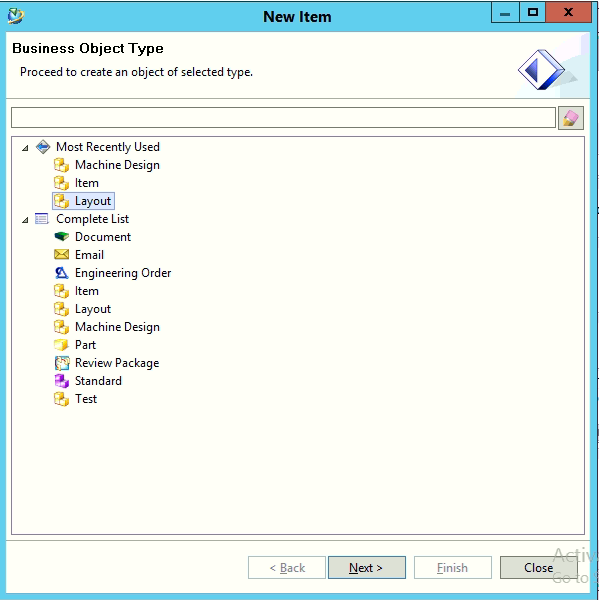 New Item
Business Object Type
Proceed to create an object of selected type.
Most Recently Used
Machine Design
Item
Layout
Complete List
Document
Email
Engineering Order
Item
Layout
Machine Design
Part
Review Package
Standard
Test
Activ
< Back
Next >
Finish
Close
Go to